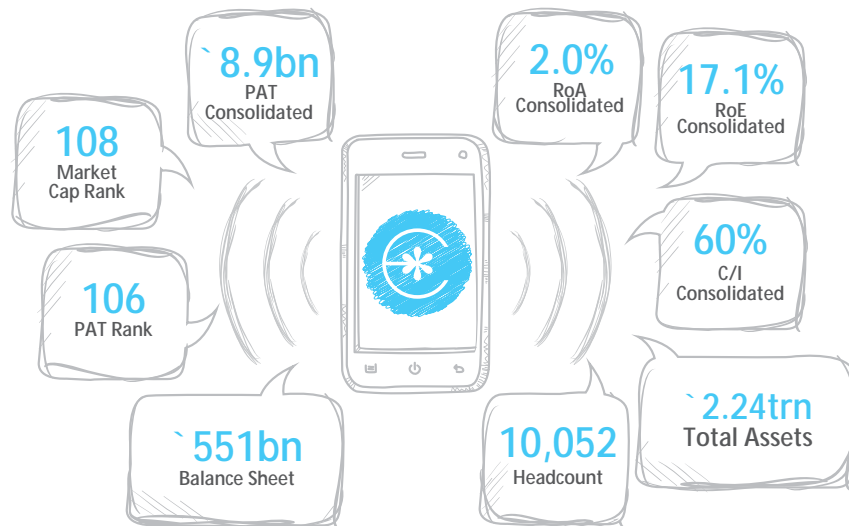 `8.9bn
PAT
Consolidated
2.0%
RoA
Consolidated
17.1%
RoE
Consolidated
108
Market
Cap Rank
60%
C/I
Consolidated
106
PAT Rank
`551bn
Balance Sheet
10,052
Headcount
`2.24trn
Total Assets